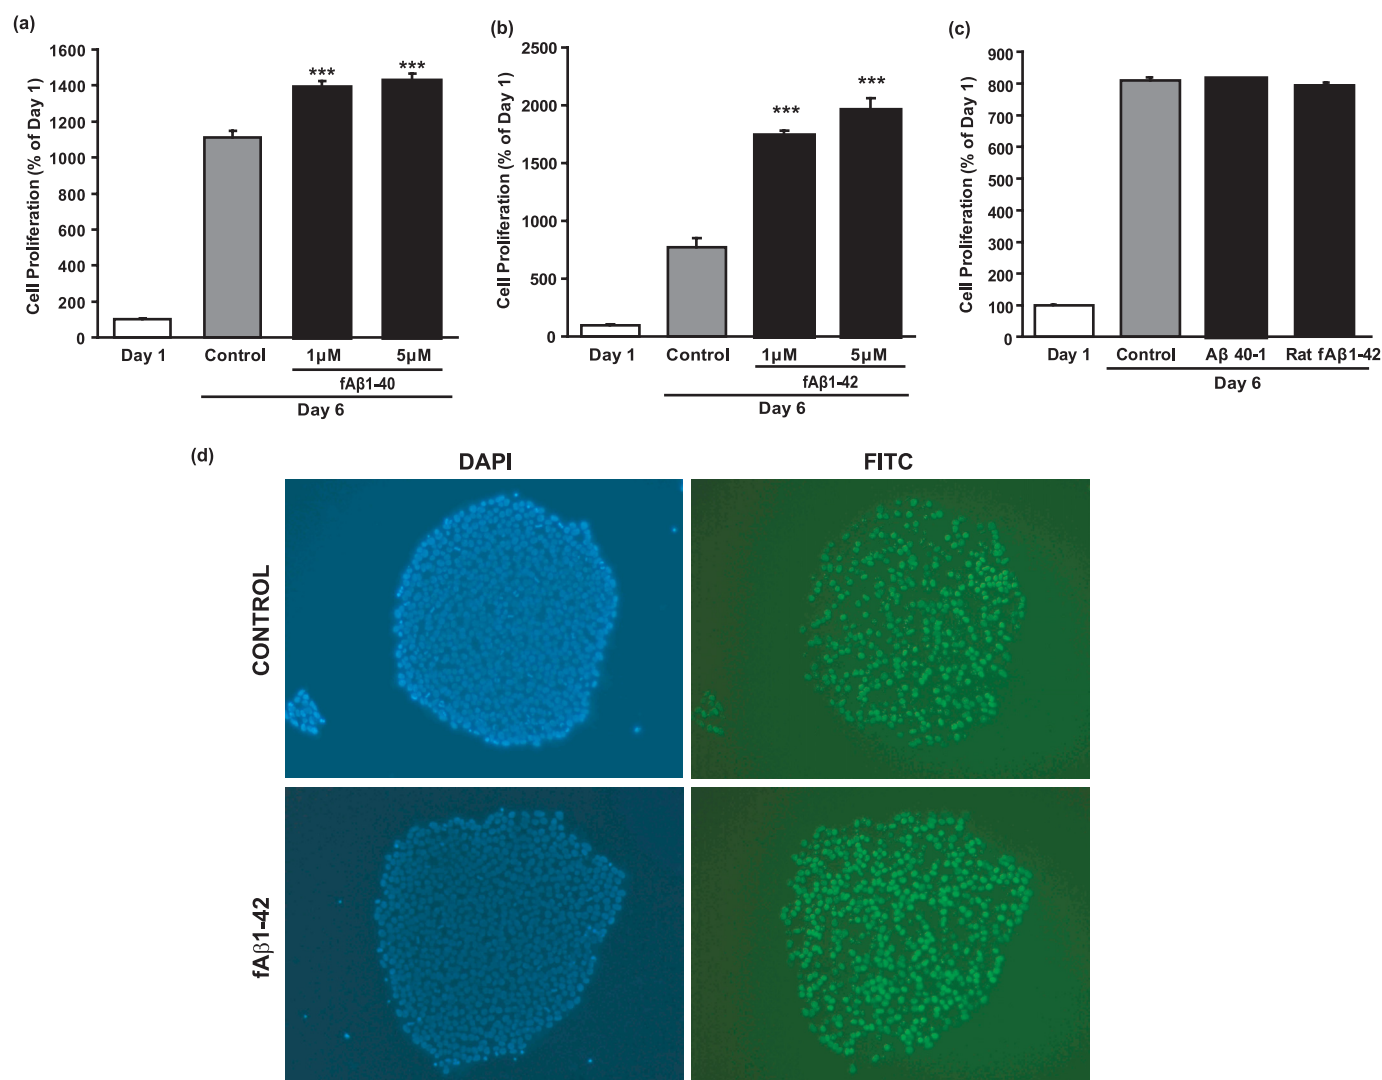 (a)
Cell Proliferation (% of Day 1)
1600
1400
1200
1000
800
600
400
200
0
***
***
Day 1
Control
1µM
5µM
fAβ1-40
Day 6
(b)
Cell Proliferation (% of Day 1)
2500
2000
1500
1000
500
0
***
***
Day 1
Control
1µM
5µM
fAβ1-42
Day 6
(c)
Cell Proliferation (% of Day 1)
900
800
700
600
500
400
300
200
100
0
Day 1
Control
Aβ 40-1
Rat fAβ1-42
Day 6
(d)
DAPI
FITC
CONTROL
fAβ1-42